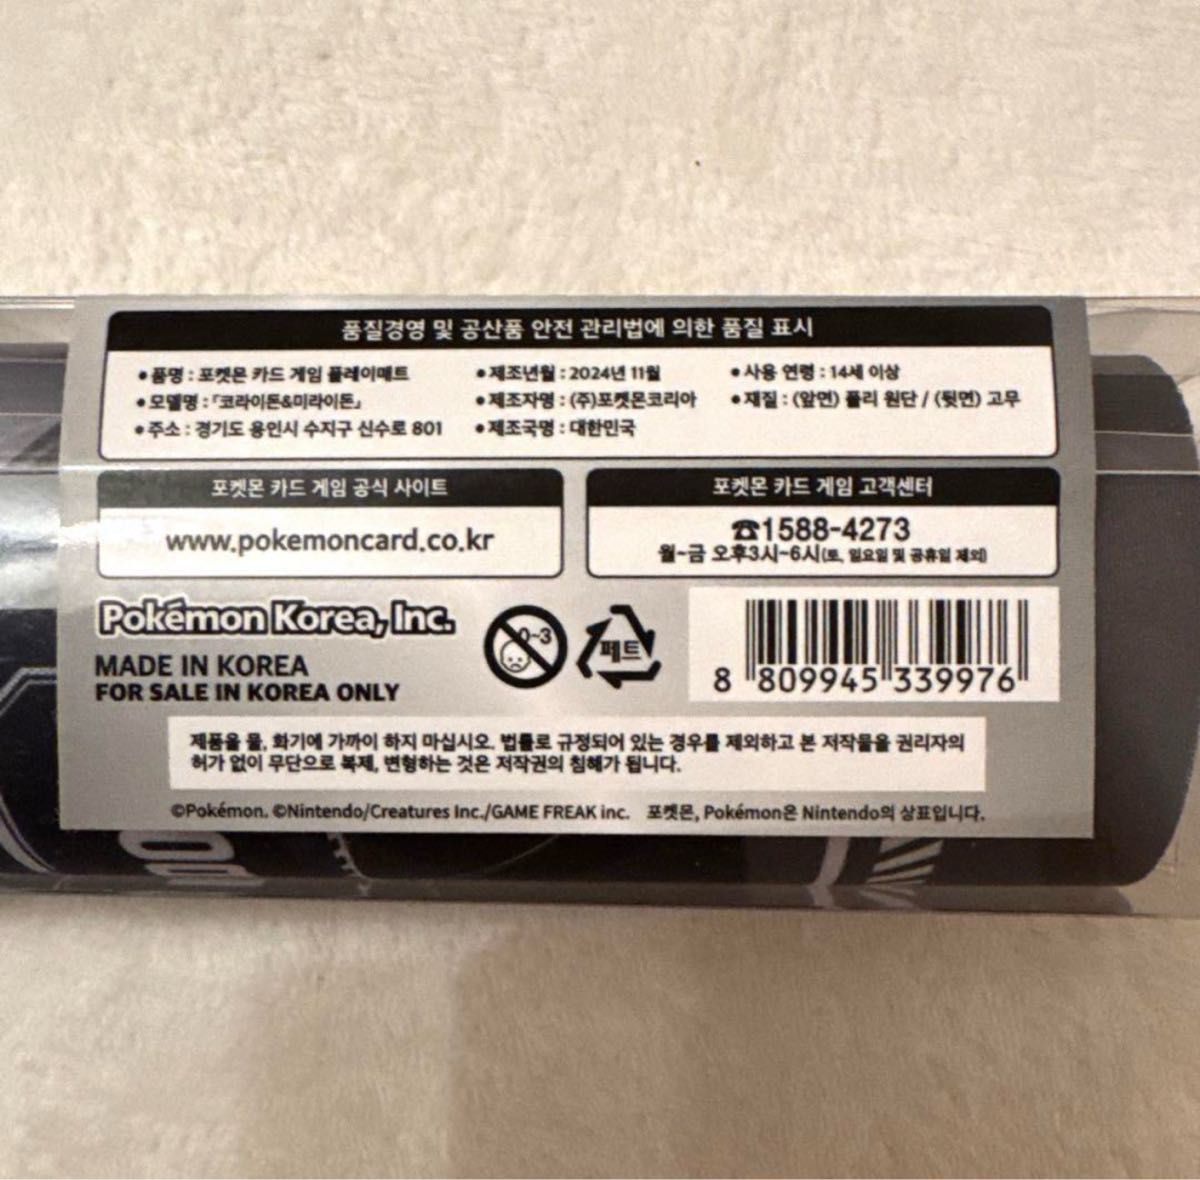 품질경영 및 공산품 안전 관리법에 의한 품질 표시
•품명 : 포켓몬 카드 게임 플레이매트
•모델명 : 「코라이돈&미라이돈」
•주소 : 경기도 용인시 수지구 신수로 801
•제조년월 : 2024년 11월
•제조자명 : (주)포켓몬코리아
•제조국명 : 대한민국
•사용 연령 : 14세 이상
•재질 : (앞면) 폴리 원단 / (뒷면) 고무
포켓몬 카드 게임 공식 사이트
www.pokemoncard.co.kr
포켓몬 카드 게임 고객센터
☎1588-4273
월~금 오후3시~6시(토, 일요일 및 공휴일 제외)
Pokémon Korea, Inc.
MADE IN KOREA
FOR SALE IN KOREA ONLY
0-3
페트
8 809945 339976
제품을 물, 화기에 가까이 하지 마십시오. 법률로 규정되어 있는 경우를 제외하고 본 저작물을 권리자의
허가 없이 무단으로 복제, 변형하는 것은 저작권의 침해가 됩니다.
©Pokémon. ©Nintendo/Creatures Inc./GAME FREAK inc. 포켓몬, Pokémon은 Nintendo의 상표입니다.